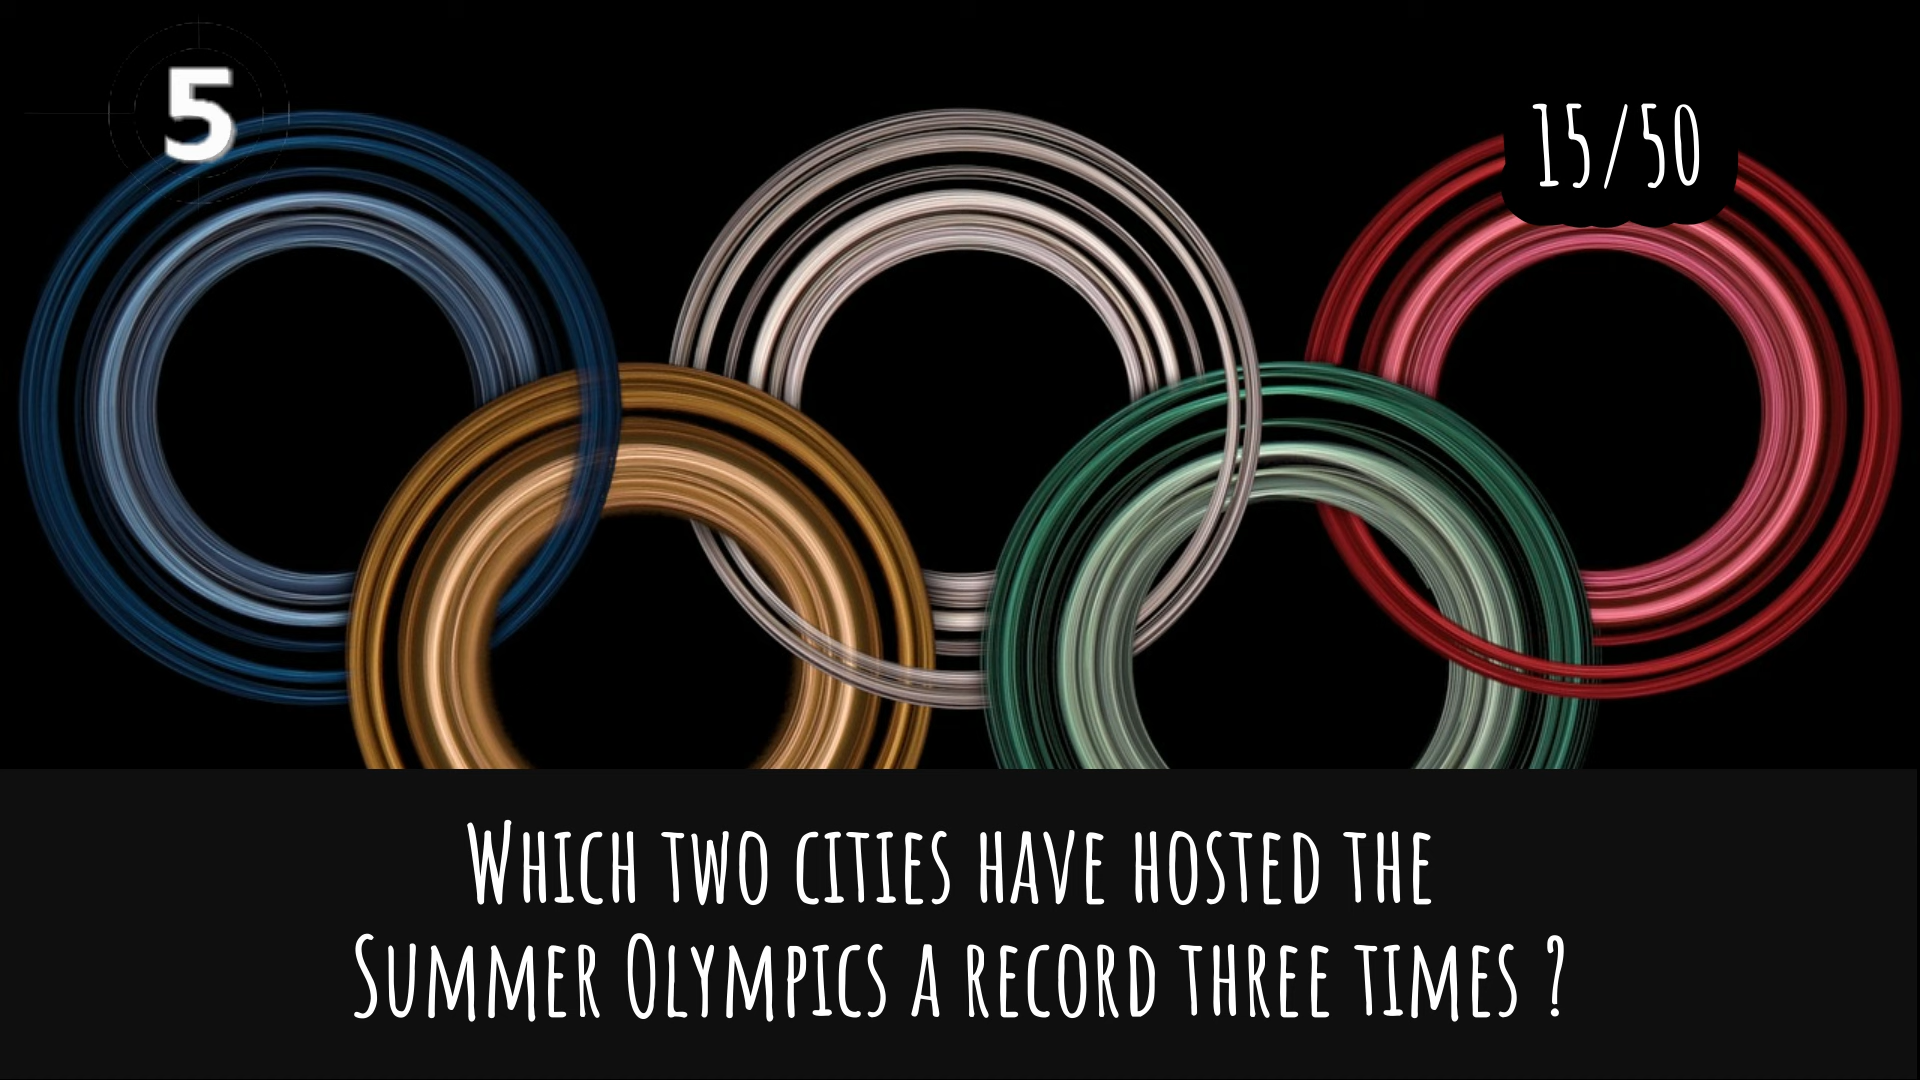 5
15/50
Which two cities have hosted the
Summer Olympics a record three times ?